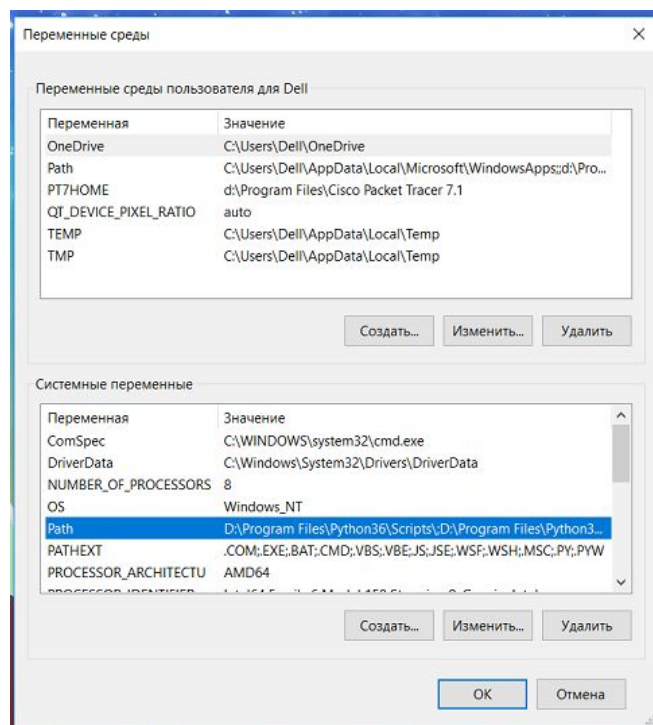 Переменные среды
Переменные среды пользователя для Dell
Переменная Значение
OneDrive C:\Users\Dell\OneDrive
Path C:\Users\Dell\AppData\Local\Microsoft\WindowsApps;;d:\Pro...
PT7HOME d:\Program Files\Cisco Packet Tracer 7.1
QT_DEVICE_PIXEL_RATIO auto
TEMP C:\Users\Dell\AppData\Local\Temp
TMP C:\Users\Dell\AppData\Local\Temp
Создать... Изменить... Удалить
Системные переменные
Переменная Значение
ComSpec C:\WINDOWS\system32\cmd.exe
DriverData C:\Windows\System32\Drivers\DriverData
NUMBER_OF_PROCESSORS 8
OS Windows_NT
Path D:\Program Files\Python36\Scripts\;D:\Program Files\Python3...
PATHEXT .COM;.EXE;.BAT;.CMD;.VBS;.VBE;.JS;.JSE;.WSF;.WSH;.MSC;.PY;.PYW
PROCESSOR_ARCHITECTU AMD64
Создать... Изменить... Удалить
ОК Отмена